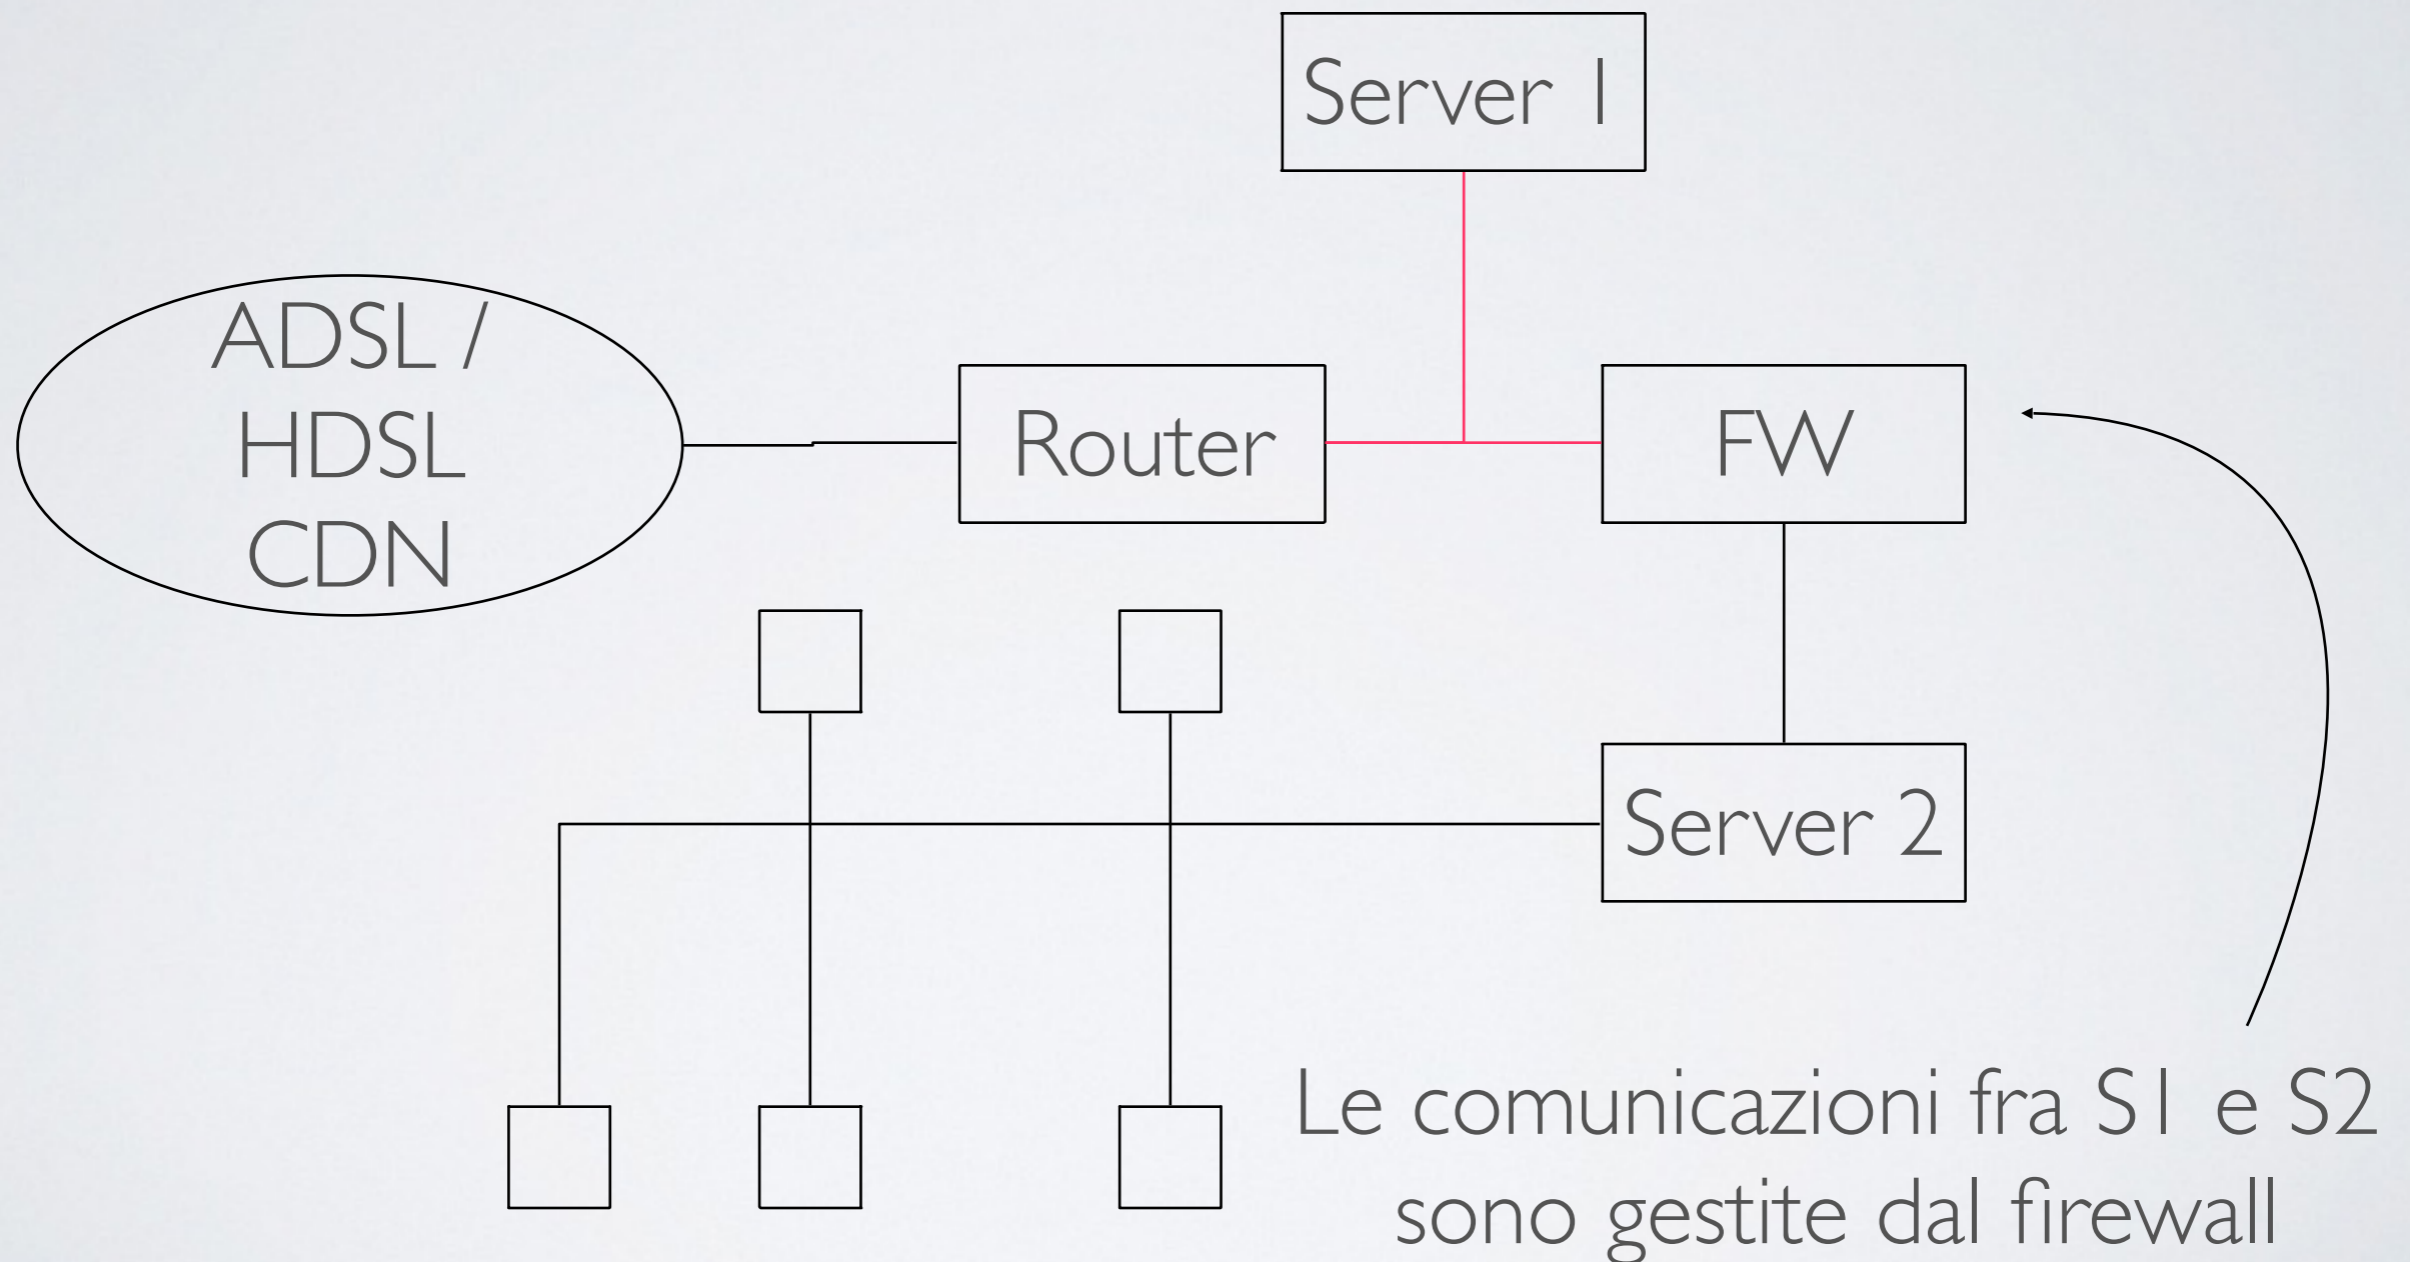 Server 1
ADSL /
HDSL
CDN
Router
FW
Server 2
Le comunicazioni fra S1 e S2
sono gestite dal firewall